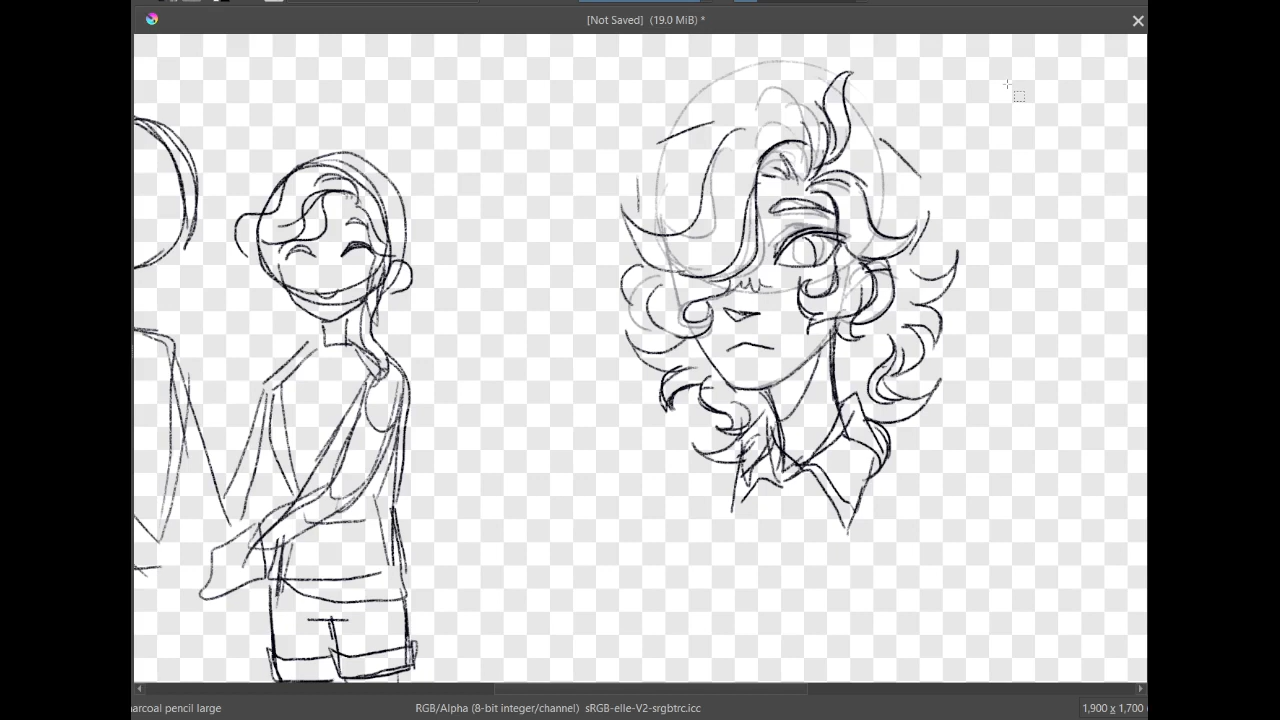 [Not Saved] (19.0 MiB) *
arcoal pencil large
RGB/Alpha (8-bit integer/channel) sRGB-elle-V2-srgbtrc.icc
1,900 x 1,700